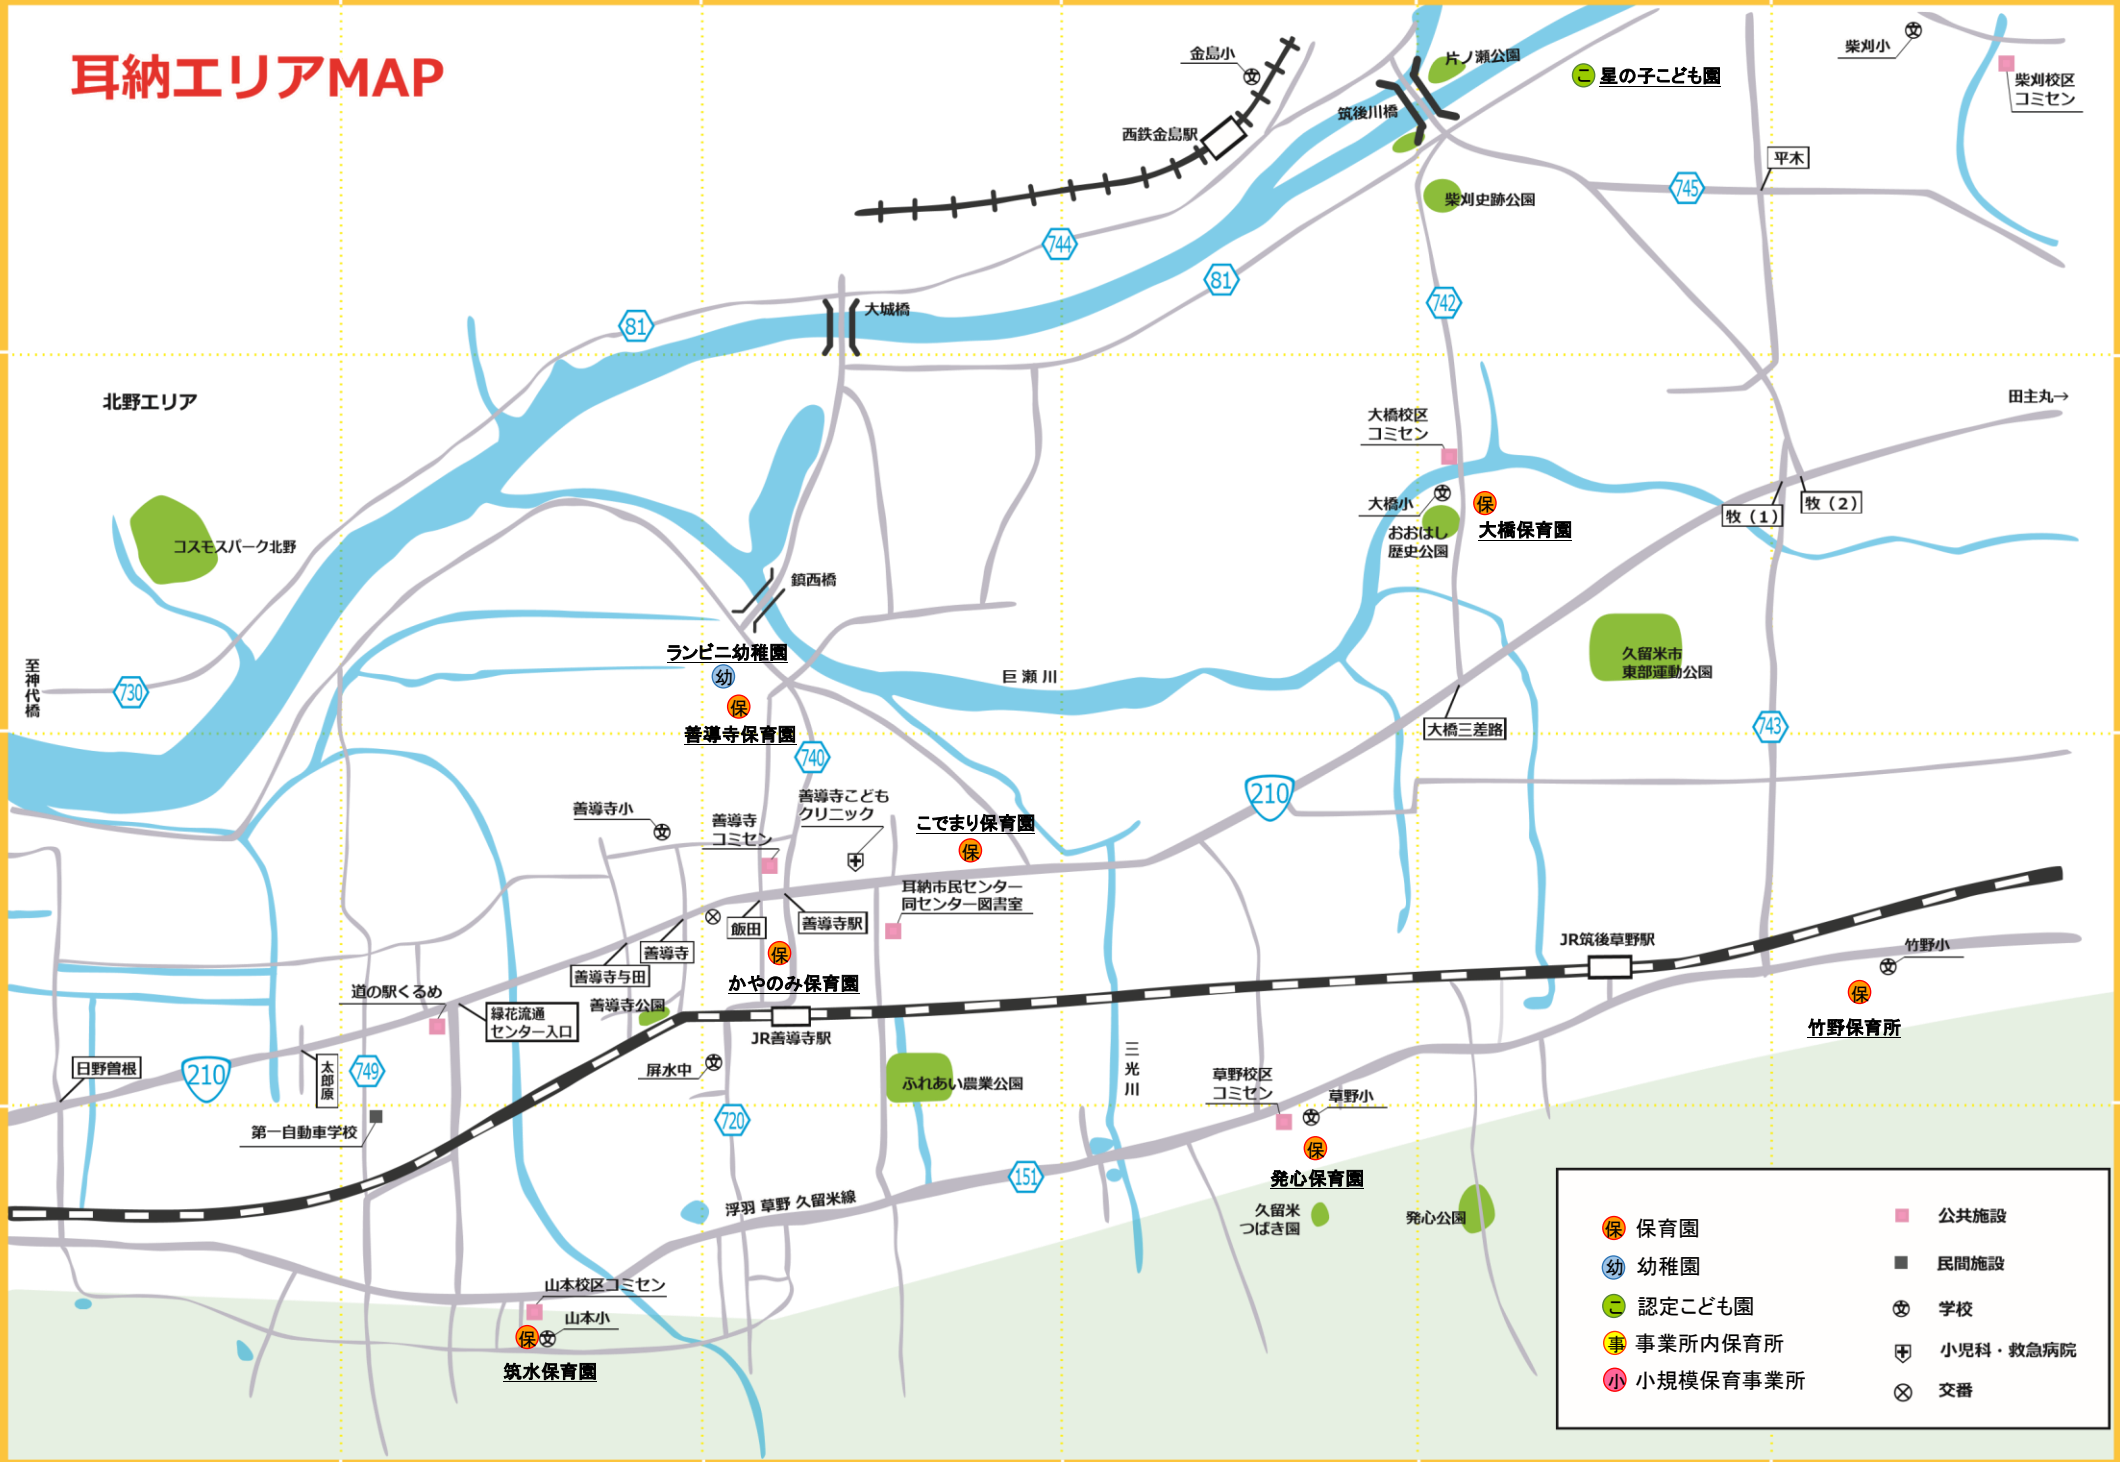 耳納エリアMAP
金島小
文
西鉄金島駅
片ノ瀬公園
筑後川橋
こ 星の子こども園
柴刈小
文
柴刈校区
コミセン
平木
745
柴刈史跡公園
744
81
742
大城橋
81
北野エリア
田主丸→
大橋校区
コミセン
大橋小
文
保
大橋保育園
おおはし
歴史公園
牧（1）
牧（2）
コスモスパーク北野
鎮西橋
至神代橋
730
ランビニ幼稚園
幼
保
善導寺保育園
巨瀬川
久留米市
東部運動公園
大橋三差路
743
740
210
善導寺小
文
善導寺
コミセン
善導寺こども
クリニック
こでまり保育園
保
耳納市民センター
同センター図書室
飯田
善導寺駅
善導寺
善導寺与田
保
かやのみ保育園
善導寺公園
JR善導寺駅
JR筑後草野駅
竹野小
文
保
竹野保育所
道の駅くるめ
緑花流通
センター入口
日野曽根
210
太郎原
749
屏水中
文
ふれあい農業公園
三光川
第一自動車学校
720
草野校区
コミセン
草野小
文
保
発心保育園
151
浮羽 草野 久留米線
久留米
つばき園
発心公園
山本校区コミセン
山本小
保
文
筑水保育園
保 保育園
幼 幼稚園
こ 認定こども園
事 事業所内保育所
小 小規模保育事業所
公共施設
民間施設
文 学校
小児科・救急病院
交番